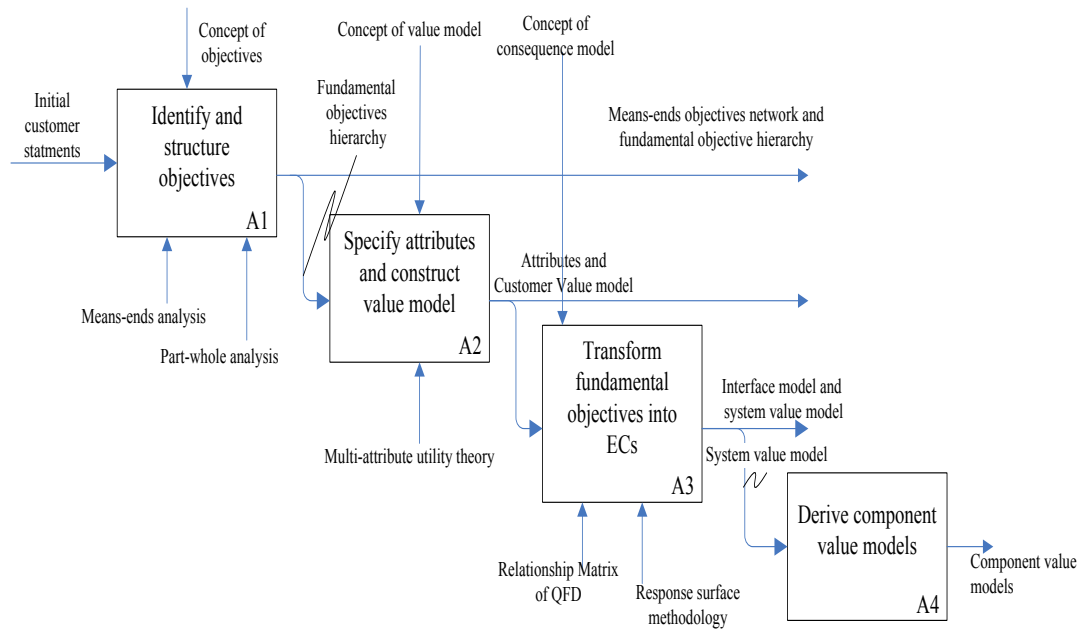 Concept of
objectives
Concept of value model
Concept of
consequence model
Initial
customer
statments
Identify and
structure
objectives
A1
Fundamental
objectives
hierarchy
Means-ends objectives network and
fundamental objective hierarchy
Means-ends analysis
Part-whole analysis
Specify attributes
and construct
value model
A2
Attributes and
Customer Value model
Multi-attribute utility theory
Transform
fundamental
objectives into
ECs
A3
Interface model and
system value model
System value model
Relationship Matrix
of QFD
Response surface
methodology
Derive component
value models
A4
Component value
models